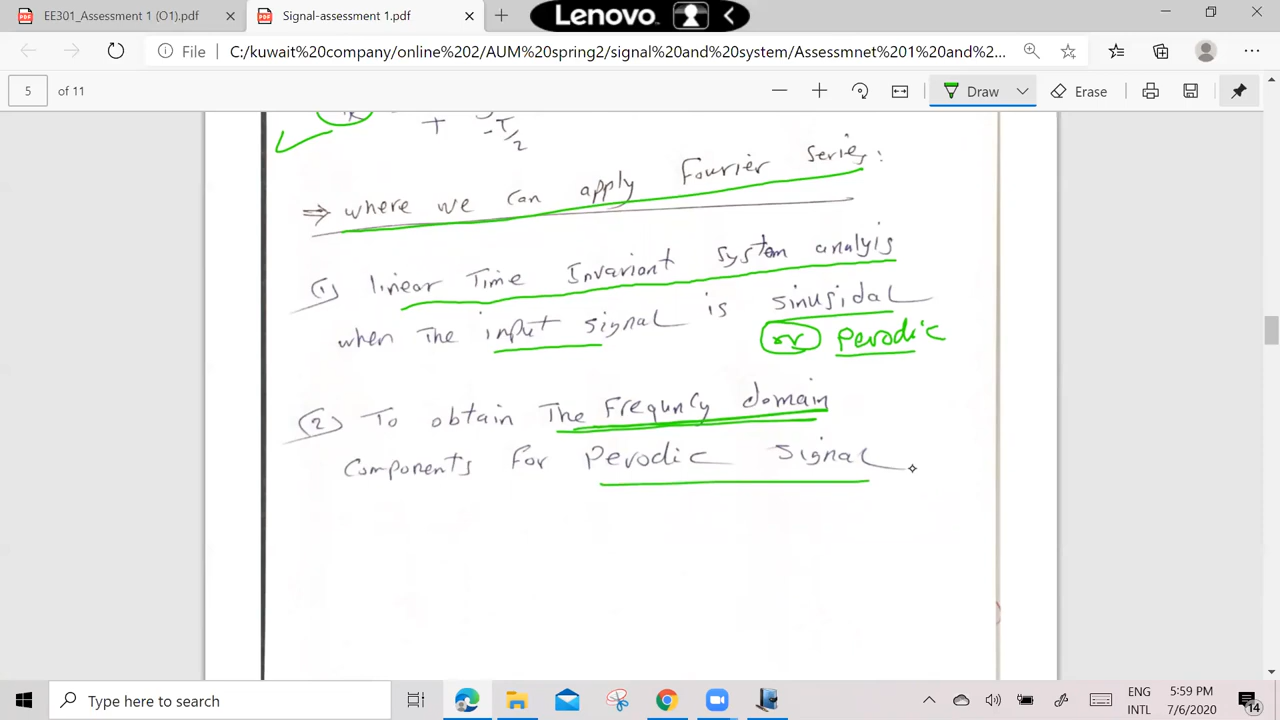 EE301_Assessment (O1).pdf
Signal-assessment 1.pdf
Lenovo
File
C:/kuwait%20company/online%202/AUM%20spring2/signal%20and%20system/Assessmnet%201%20and%2...
5 of 11
Draw
Erase
+ -T/2
⇒ where we can apply Fourier Series:
(1) linear Time Invariant system analyis
when The input signal is sinusidal
or perodic
(2) To obtain The Frequncy domain
Components for Perodic signal
Type here to search
ENG
INTL
5:59 PM
7/6/2020
14